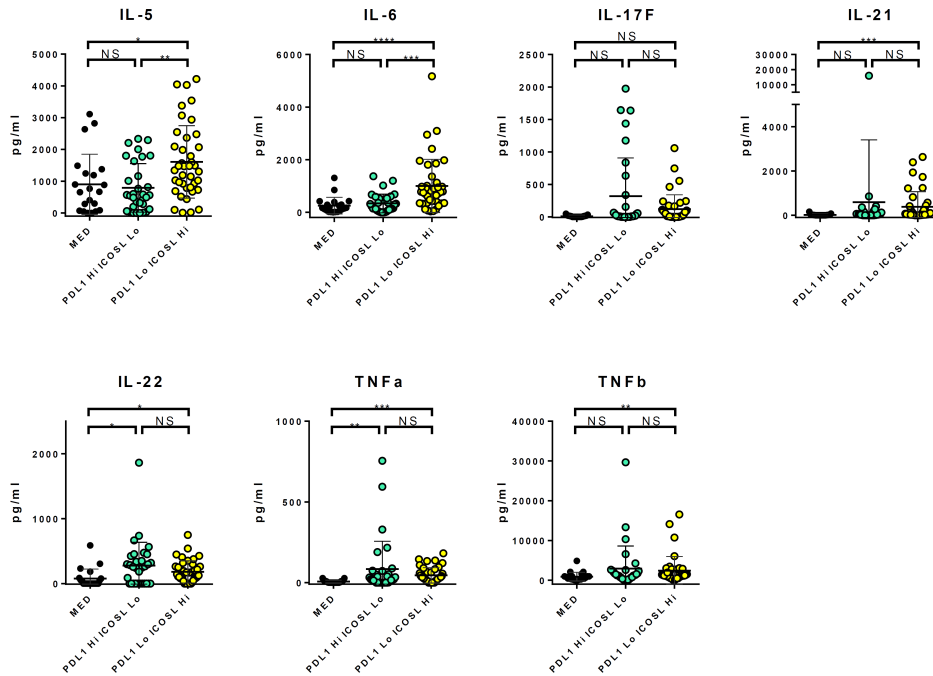 IL-5 IL-6 IL-17F IL-21
* **** NS ***
NS ** NS *** NS NS NS NS
5000 6000 2500 30000
20000
10000
4000 2000
4000 4000
3000 1500
pg/ml pg/ml pg/ml pg/ml
2000 1000
2000 2000
1000 500
0 0 0 0
MED MED MED MED
PDL1 Hi ICOSL Lo PDL1 Hi ICOSL Lo PDL1 Hi ICOSL Lo PDL1 Hi ICOSL Lo
PDL1 Lo ICOSL Hi PDL1 Lo ICOSL Hi PDL1 Lo ICOSL Hi PDL1 Lo ICOSL Hi
IL-22 TNFa TNFb
* *** **
* NS ** NS NS NS
1000 40000
2000
30000
pg/ml pg/ml pg/ml
500 20000
1000
10000
0 0 0
MED MED MED
PDL1 Hi ICOSL Lo PDL1 Hi ICOSL Lo PDL1 Hi ICOSL Lo
PDL1 Lo ICOSL Hi PDL1 Lo ICOSL Hi PDL1 Lo ICOSL Hi